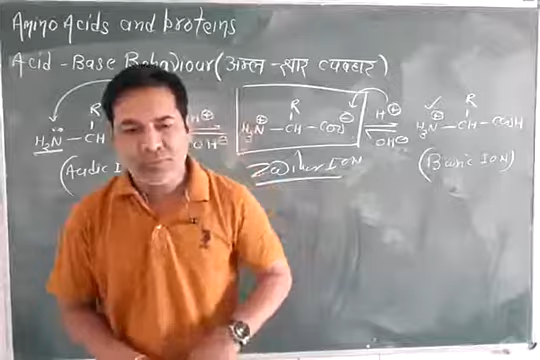 Amino Acids and proteins
Acid - Base Behaviour (अम्ल - क्षार व्यवहार)
R R R
H₂N̈ - CH H⊕ ⇌ OH⊖ H₃N⊕ - CH - COO⊖ H⊕ ⇌ OH⊖ H₃N⊕ - CH - COOH
(Acidic I Zwitter ION (Basic ION)